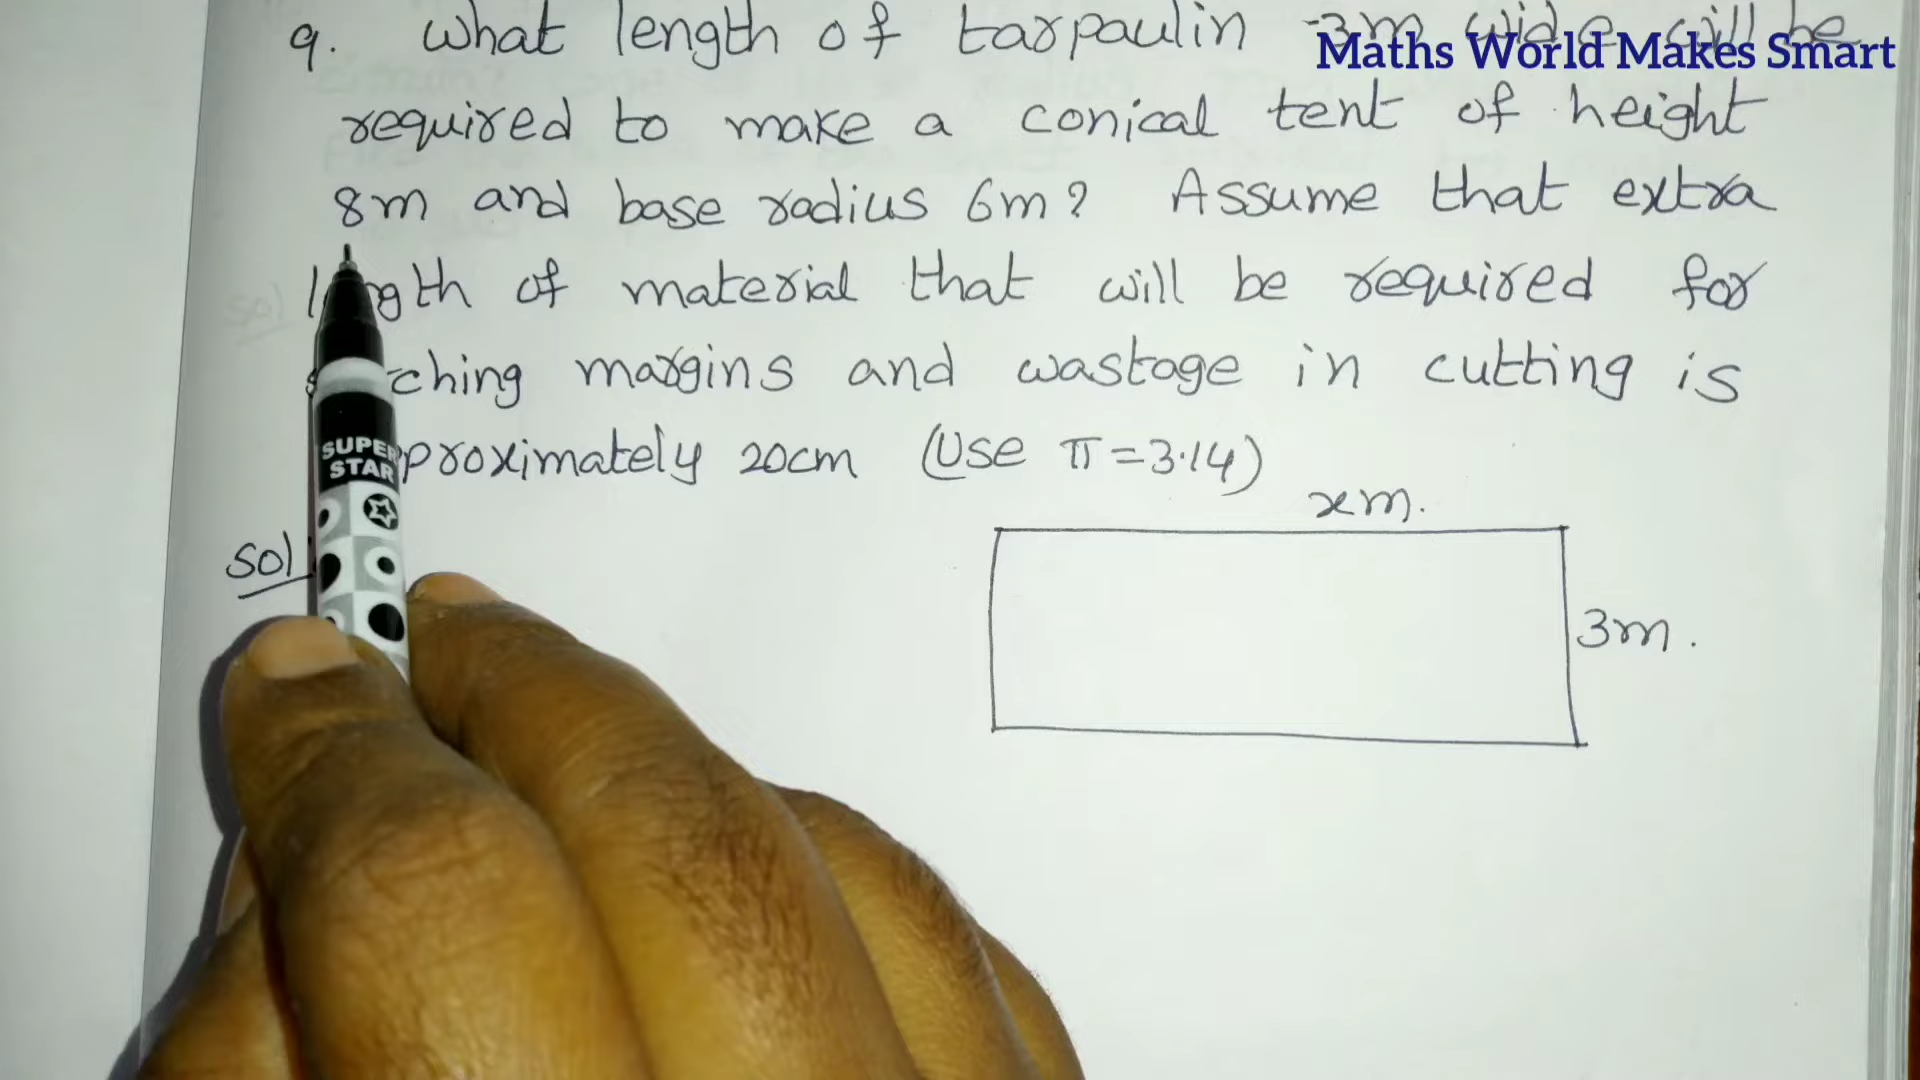 9. What length of tarpaulin 3m wide will be
Maths World Makes Smart
required to make a conical tent of height
8m and base radius 6m? Assume that extra
length of material that will be required for
ching margins and wastage in cutting is
proximately 20cm (Use π=3.14)
xm.
sol:
3m.
SUPER
STAR